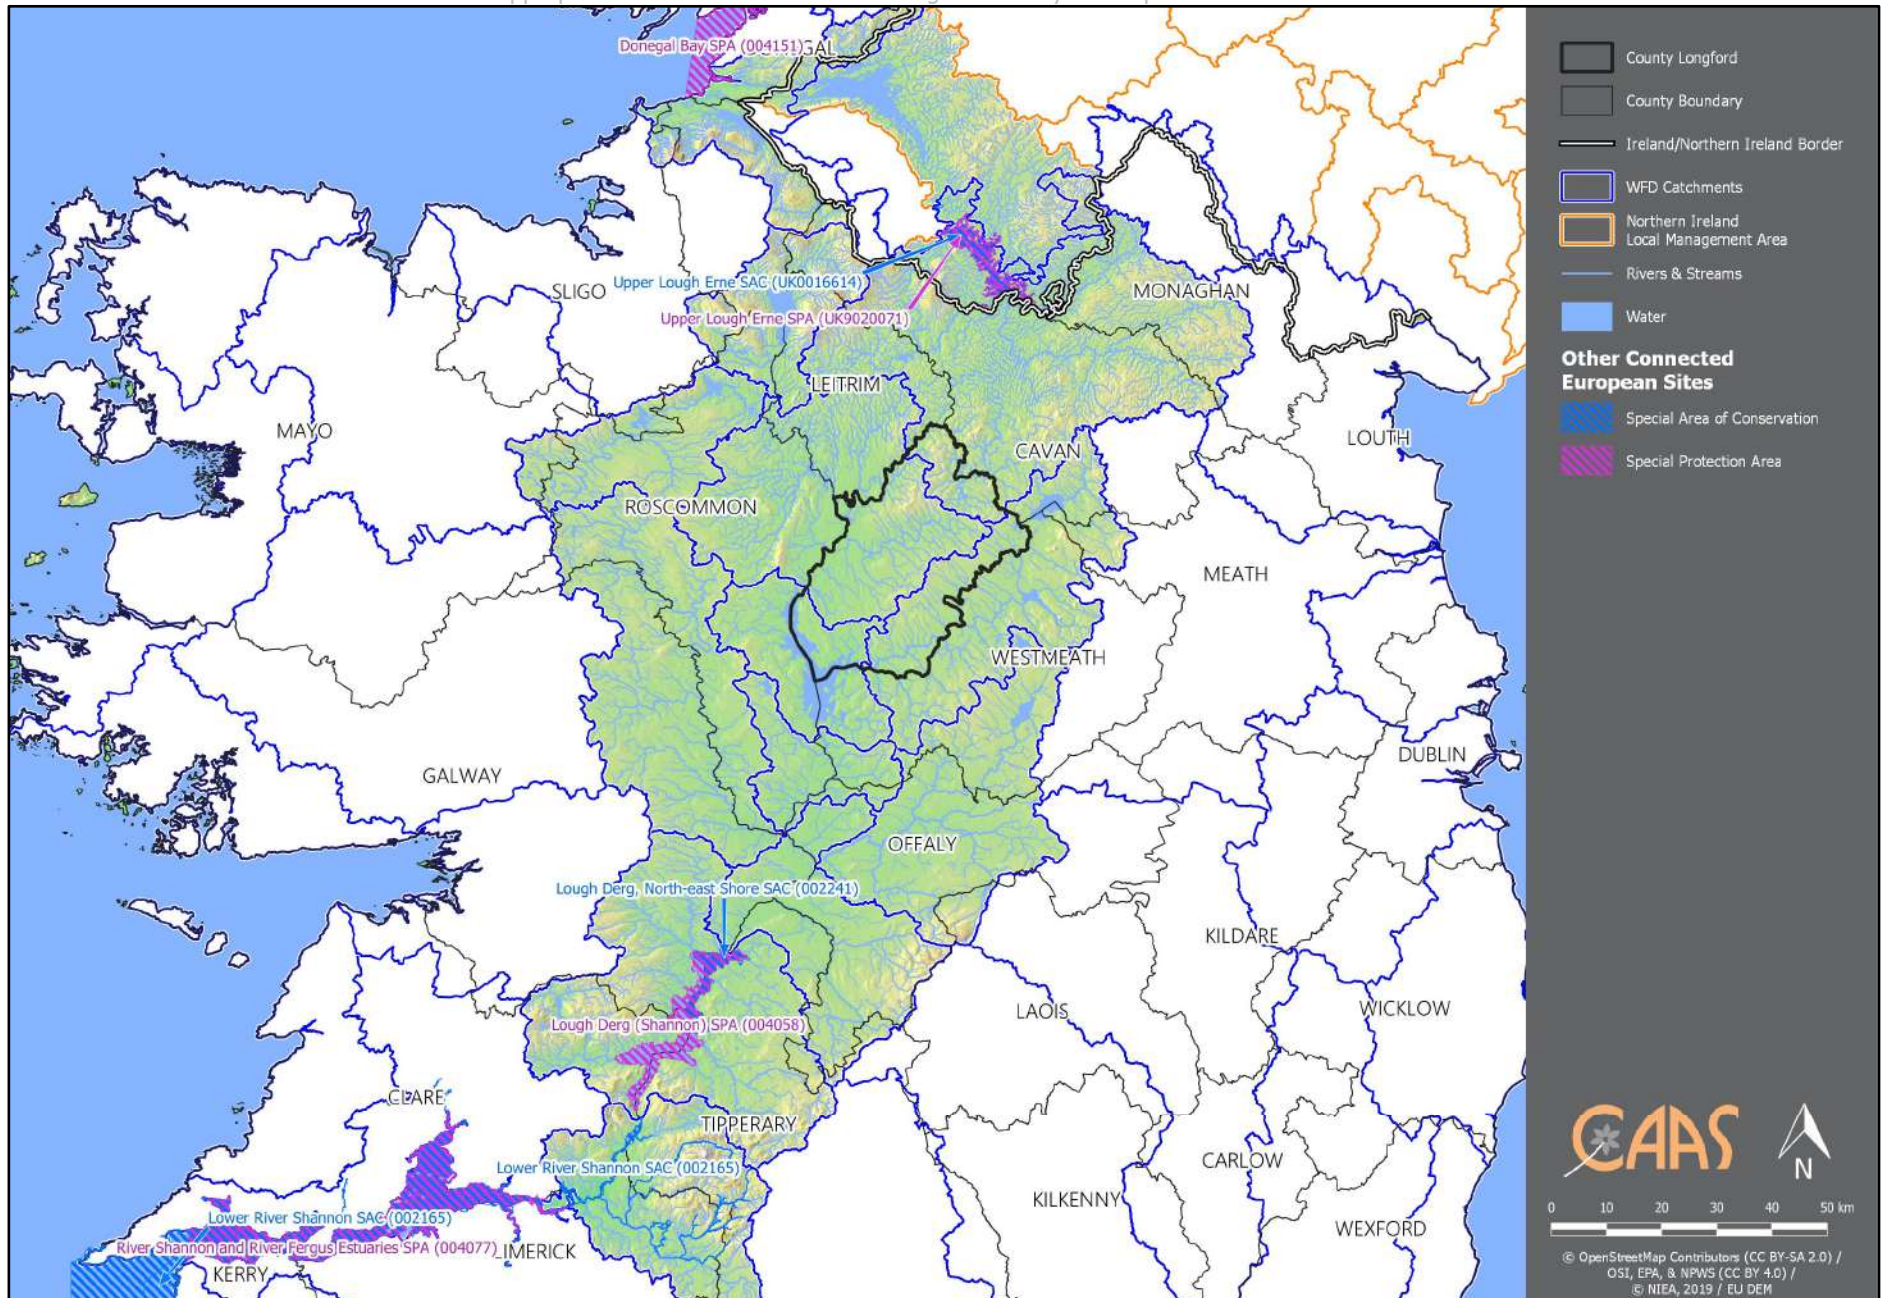 Donegal Bay SPA (004151)
Upper Lough Erne SAC (UK0016614)
SLIGO
MONAGHAN
Upper Lough Erne SPA (UK9020071)
LEITRIM
MAYO
LOUTH
CAVAN
ROSCOMMON
MEATH
WESTMEATH
DUBLIN
GALWAY
OFFALY
Lough Derg, North-east Shore SAC (002241)
KILDARE
WICKLOW
LAOIS
Lough Derg (Shannon) SPA (004058)
CLARE
TIPPERARY
CARLOW
Lower River Shannon SAC (002165)
KILKENNY
Lower River Shannon SAC (002165)
WEXFORD
River Shannon and River Fergus Estuaries SPA (004077)
LIMERICK
KERRY
County Longford
County Boundary
Ireland/Northern Ireland Border
WFD Catchments
Northern Ireland
Local Management Area
Rivers & Streams
Water
Other Connected
European Sites
Special Area of Conservation
Special Protection Area
CAAS
N
0 10 20 30 40 50 km
© OpenStreetMap Contributors (CC BY-SA 2.0) /
OSI, EPA, & NPWS (CC BY 4.0) /
© NIEA, 2019 / EU DEM